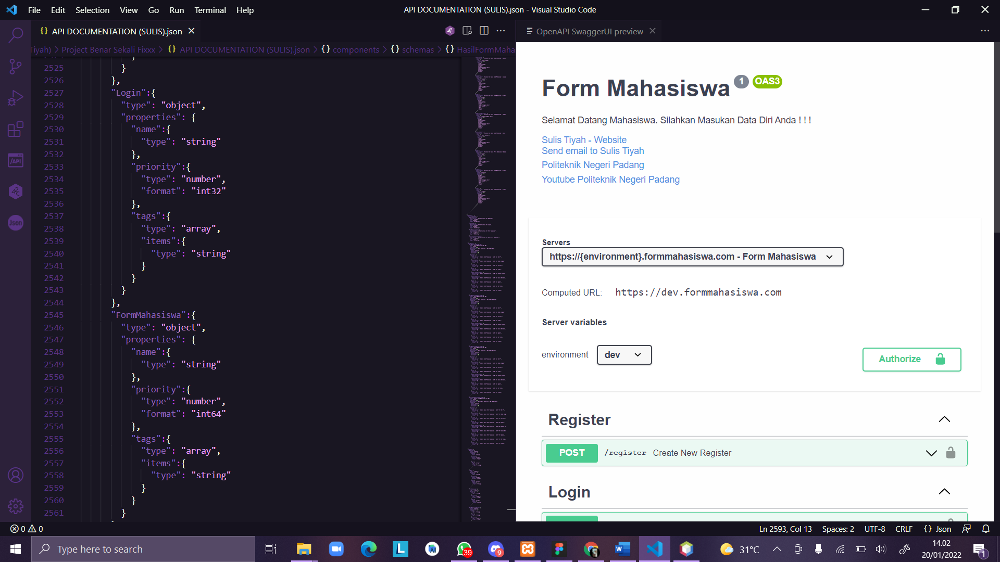 File Edit Selection View Go Run Terminal Help
API DOCUMENTATION (SULIS).json - Visual Studio Code
{} API DOCUMENTATION (SULIS).json
Tiyah) > Project Benar Sekali Fixxx > {} API DOCUMENTATION (SULIS).json > {} components > {} schemas > {} HasilFormMaha
2525 }
2526 },
2527 "Login":{
2528 "type": "object",
2529 "properties": {
2530 "name":{
2531 "type": "string"
2532 },
2533 "priority":{
2534 "type": "number",
2535 "format": "int32"
2536 },
2537 "tags":{
2538 "type": "array",
2539 "items":{
2540 "type": "string"
2541 }
2542 }
2543 }
2544 },
2545 "FormMahasiswa":{
2546 "type": "object",
2547 "properties": {
2548 "name":{
2549 "type": "string"
2550 },
2551 "priority":{
2552 "type": "number",
2553 "format": "int64"
2554 },
2555 "tags":{
2556 "type": "array",
2557 "items":{
2558 "type": "string"
2559 }
2560 }
2561 }
/API
Json
OpenAPI SwaggerUI preview
Form Mahasiswa 1 OAS3
Selamat Datang Mahasiswa. Silahkan Masukan Data Diri Anda ! ! !
Sulis Tiyah - Website
Send email to Sulis Tiyah
Politeknik Negeri Padang
Youtube Politeknik Negeri Padang
Servers
https://{environment}.formmahasiswa.com - Form Mahasiswa
Computed URL: https://dev.formmahasiswa.com
Server variables
environment dev
Authorize
Register
POST /register Create New Register
Login
0 0
Ln 2593, Col 13 Spaces: 2 UTF-8 CRLF {} Json
Type here to search
L
39
9
W
31°C
14.02
20/01/2022
1